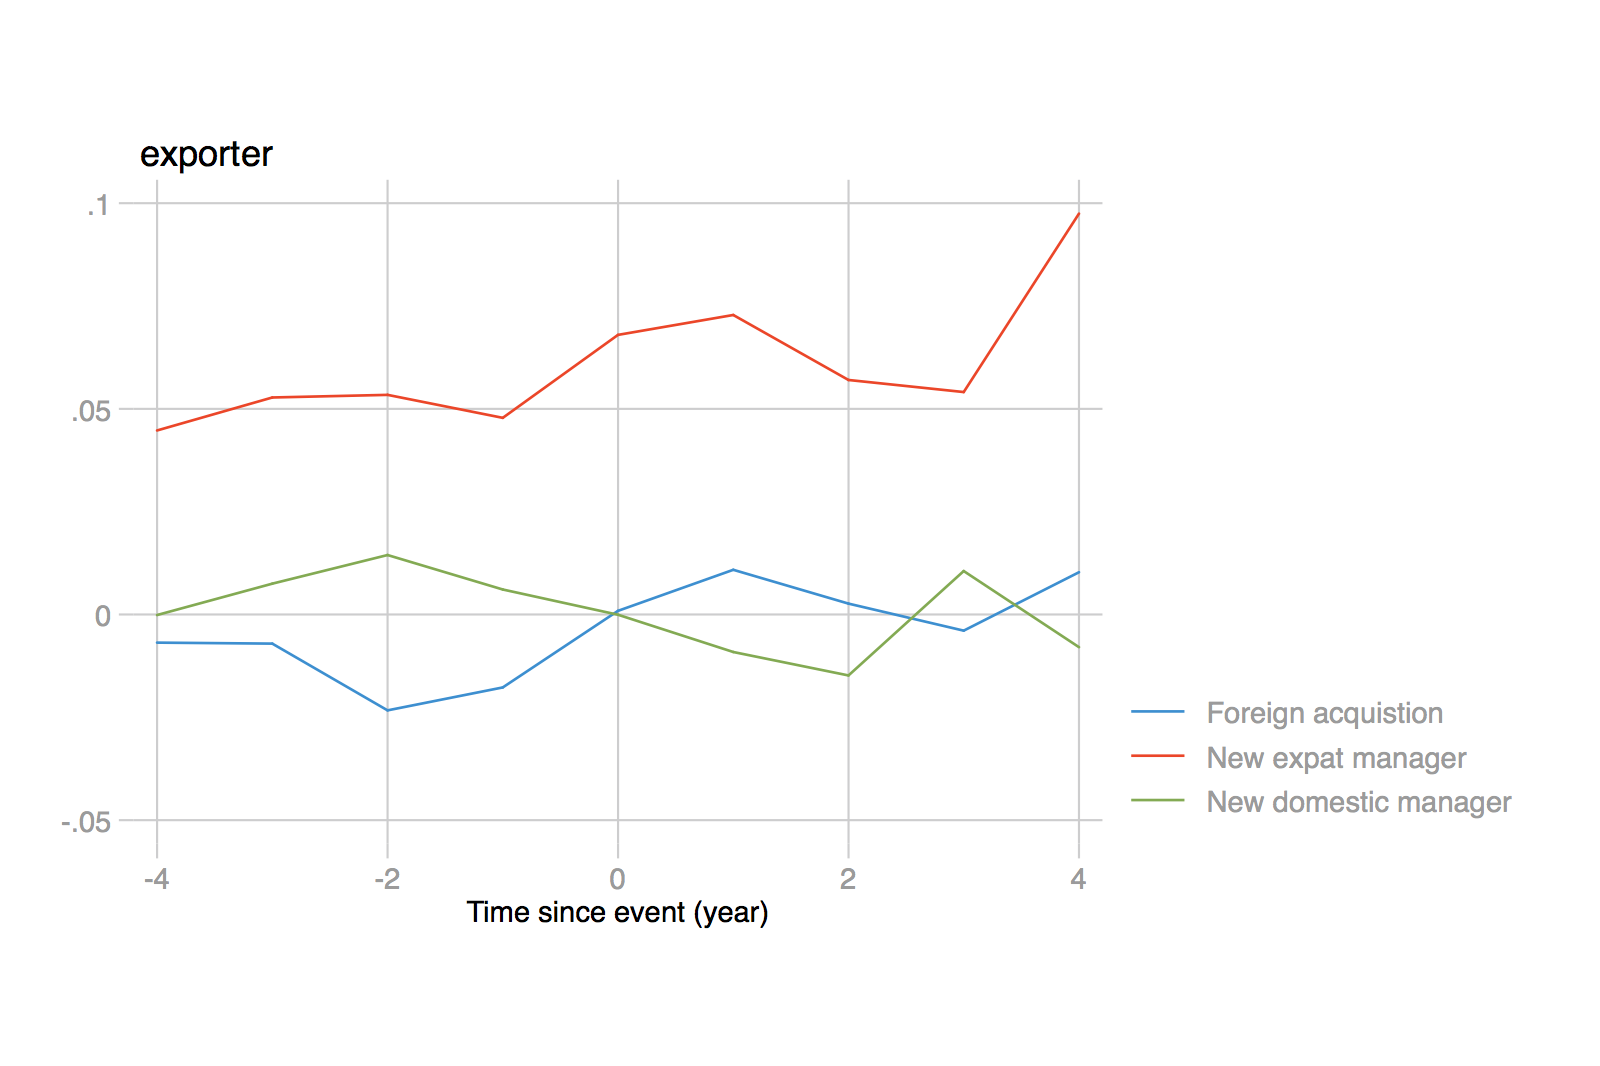 exporter
.1
.05
0
-.05
-4 -2 0 2 4
Time since event (year)
Foreign acquistion
New expat manager
New domestic manager